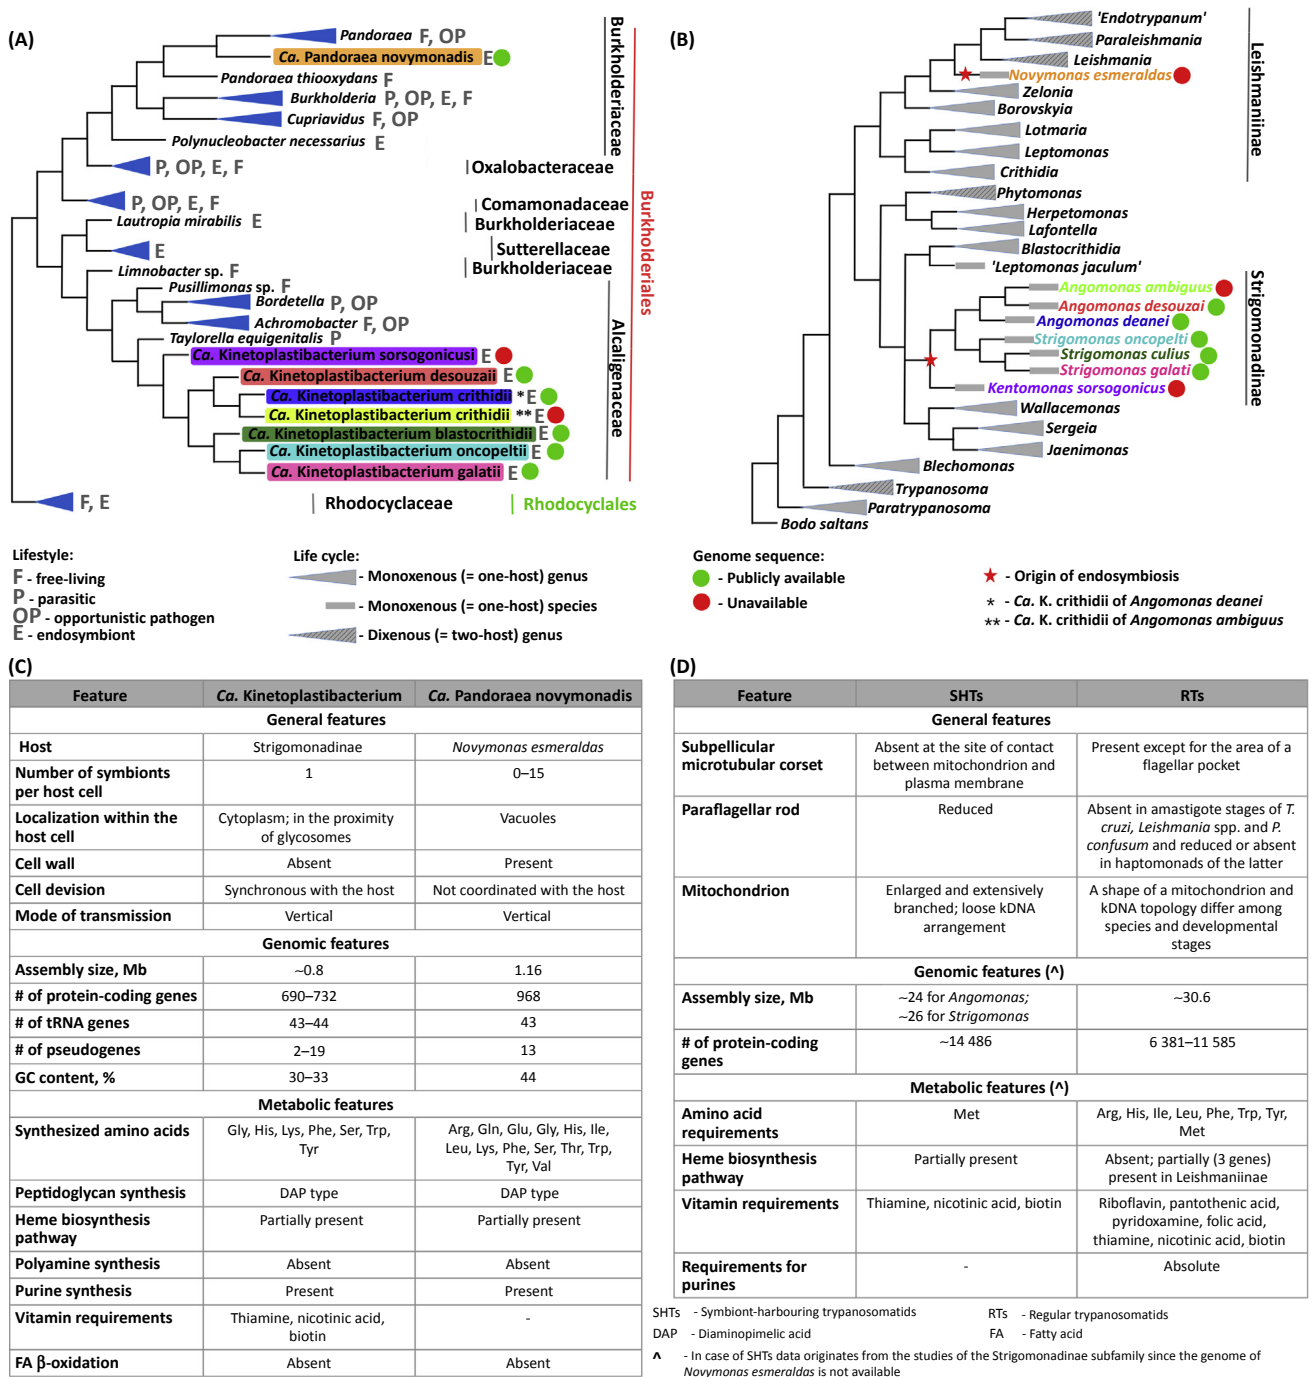 (A)
Pandoraea F, OP
Ca. Pandoraea novymonadis E
Pandoraea thiooxydans F
Burkholderia P, OP, E, F
Cupriavidus F, OP
Polynucleobacter necessarius E
Burkholderiaceae
P, OP, E, F
Oxalobacteraceae
P, OP, E, F
Comamonadaceae
Lautropia mirabilis E
Burkholderiaceae
E
Sutterellaceae
Limnobacter sp. F
Burkholderiaceae
Burkholderiales
Pusillimonas sp. F
Bordetella P, OP
Achromobacter F, OP
Taylorella equigenitalis P
Ca. Kinetoplastibacterium sorsogonicusi E
Ca. Kinetoplastibacterium desouzaii E
Ca. Kinetoplastibacterium crithidii *E
Ca. Kinetoplastibacterium crithidii **E
Ca. Kinetoplastibacterium blastocrithidii E
Ca. Kinetoplastibacterium oncopeltii E
Ca. Kinetoplastibacterium galatii E
Alcaligenaceae
F, E
Rhodocyclaceae
Rhodocyclales
(B)
'Endotrypanum'
Paraleishmania
Leishmania
Novymonas esmeraldas
Zelonia
Borovskyia
Lotmaria
Leptomonas
Crithidia
Leishmaniinae
Phytomonas
Herpetomonas
Lafontella
Blastocrithidia
'Leptomonas jaculum'
Angomonas ambiguus
Angomonas desouzai
Angomonas deanei
Strigomonas oncopelti
Strigomonas culius
Strigomonas galati
Kentomonas sorsogonicus
Strigomonadinae
Wallacemonas
Sergeia
Jaenimonas
Blechomonas
Trypanosoma
Paratrypanosoma
Bodo saltans
Lifestyle:
F - free-living
P - parasitic
OP - opportunistic pathogen
E - endosymbiont
Life cycle:
- Monoxenous (= one-host) genus
- Monoxenous (= one-host) species
- Dixenous (= two-host) genus
Genome sequence:
- Publicly available
- Unavailable
- Origin of endosymbiosis
* - Ca. K. crithidii of Angomonas deanei
** - Ca. K. crithidii of Angomonas ambiguus
(C)
Feature Ca. Kinetoplastibacterium Ca. Pandoraea novymonadis
General features
Host Strigomonadinae Novymonas esmeraldas
Number of symbionts 1 0–15
per host cell
Localization within the Cytoplasm; in the proximity Vacuoles
host cell of glycosomes
Cell wall Absent Present
Cell devision Synchronous with the host Not coordinated with the host
Mode of transmission Vertical Vertical
Genomic features
Assembly size, Mb ~0.8 1.16
# of protein-coding genes 690–732 968
# of tRNA genes 43–44 43
# of pseudogenes 2–19 13
GC content, % 30–33 44
Metabolic features
Synthesized amino acids Gly, His, Lys, Phe, Ser, Trp, Arg, Gln, Glu, Gly, His, Ile,
Tyr Leu, Lys, Phe, Ser, Thr, Trp,
Tyr, Val
Peptidoglycan synthesis DAP type DAP type
Heme biosynthesis Partially present Partially present
pathway
Polyamine synthesis Absent Absent
Purine synthesis Present Present
Vitamin requirements Thiamine, nicotinic acid, -
biotin
FA β-oxidation Absent Absent
(D)
Feature SHTs RTs
General features
Subpellicular Absent at the site of contact Present except for the area of a
microtubular corset between mitochondrion and flagellar pocket
plasma membrane
Paraflagellar rod Reduced Absent in amastigote stages of T.
cruzi, Leishmania spp. and P.
confusum and reduced or absent
in haptomonads of the latter
Mitochondrion Enlarged and extensively A shape of a mitochondrion and
branched; loose kDNA kDNA topology differ among
arrangement species and developmental
stages
Genomic features (^)
Assembly size, Mb ~24 for Angomonas; ~30.6
~26 for Strigomonas
# of protein-coding ~14 486 6 381–11 585
genes
Metabolic features (^)
Amino acid Met Arg, His, Ile, Leu, Phe, Trp, Tyr,
requirements Met
Heme biosynthesis Partially present Absent; partially (3 genes)
pathway present in Leishmaniinae
Vitamin requirements Thiamine, nicotinic acid, biotin Riboflavin, pantothenic acid,
pyridoxamine, folic acid,
thiamine, nicotinic acid, biotin
Requirements for - Absolute
purines
SHTs - Symbiont-harbouring trypanosomatids RTs - Regular trypanosomatids
DAP - Diaminopimelic acid FA - Fatty acid
^ - In case of SHTs data originates from the studies of the Strigomonadinae subfamily since the genome of
Novymonas esmeraldas is not available